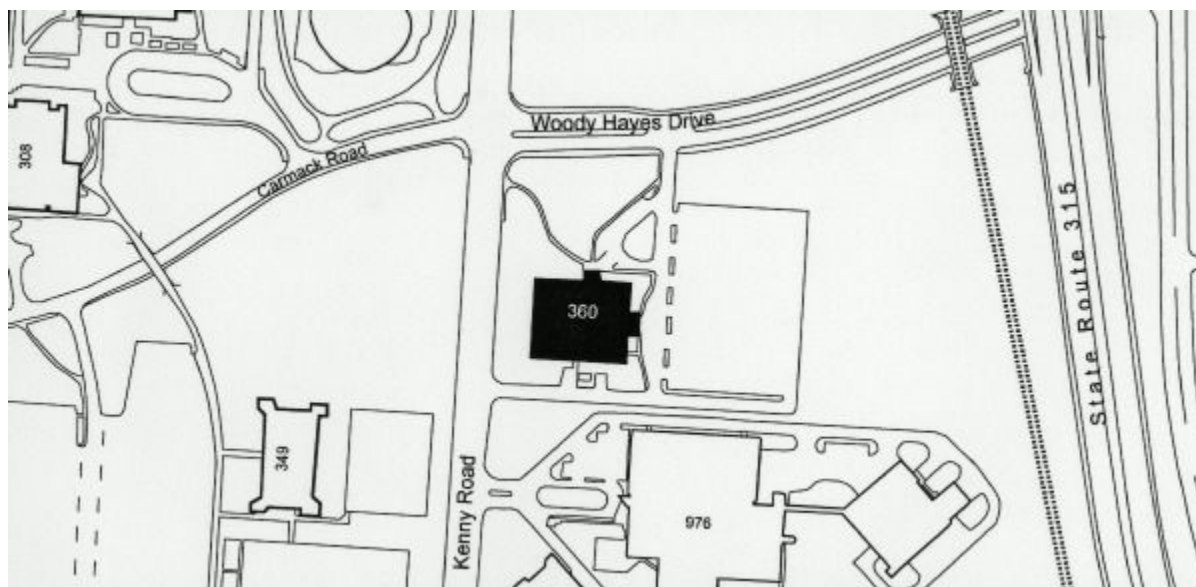 Woody Hayes Drive
308
Carmack Road
State Route 315
360
349
Kenny Road
976